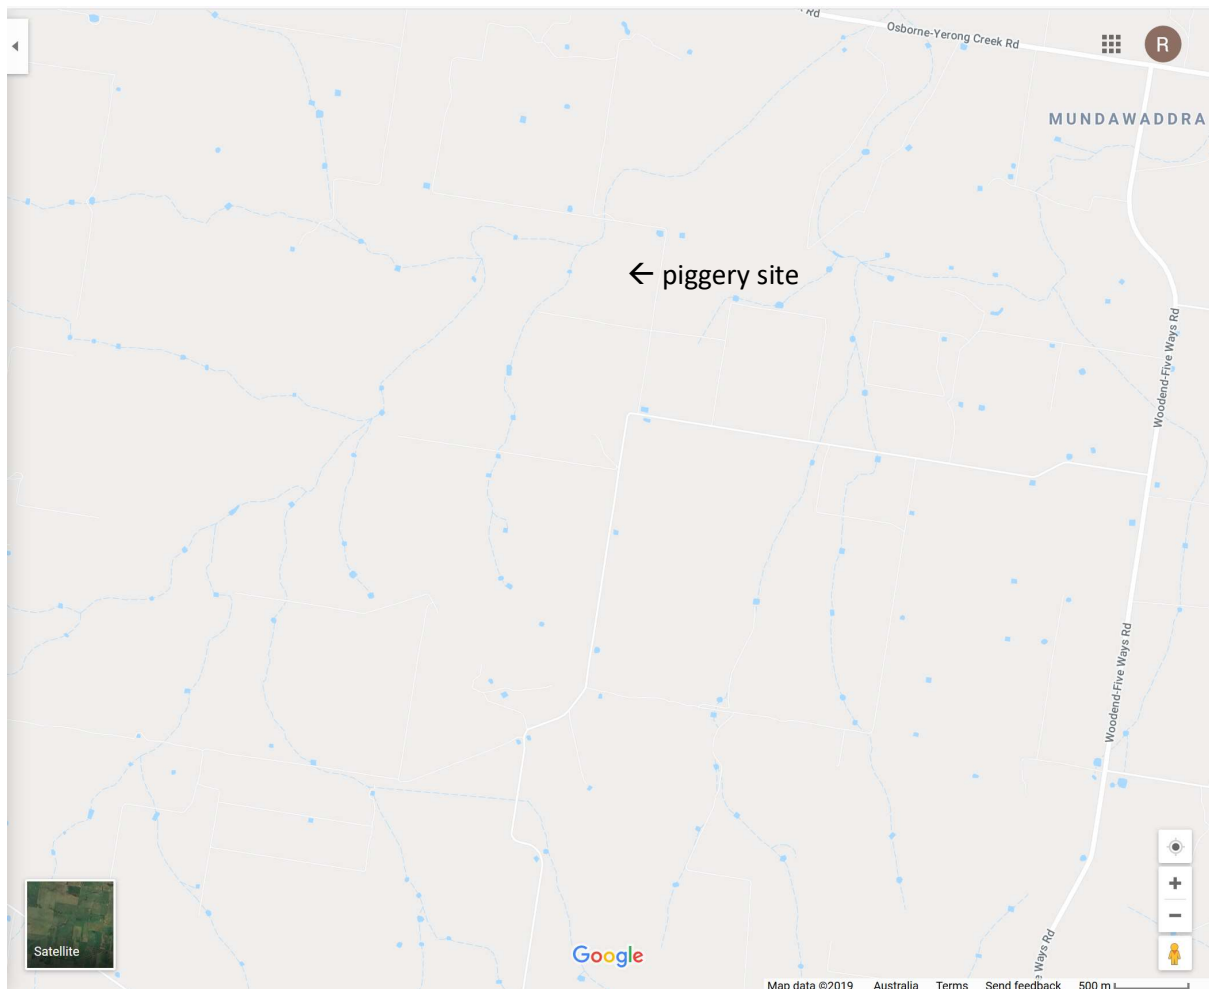 Rd
Osborne-Yerong Creek Rd
R
MUNDAWADDRA
← piggery site
Woodend-Five Ways Rd
Woodend-Five Ways Rd
e Ways Rd
Satellite
Google
Map data ©2019 Australia Terms Send feedback 500 m